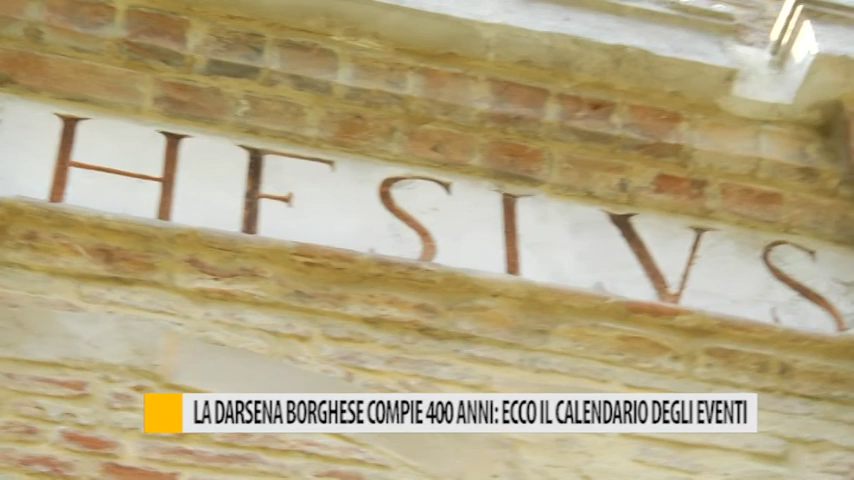 HESIVS
LA DARSENA BORGHESE COMPIE 400 ANNI: ECCO IL CALENDARIO DEGLI EVENTI